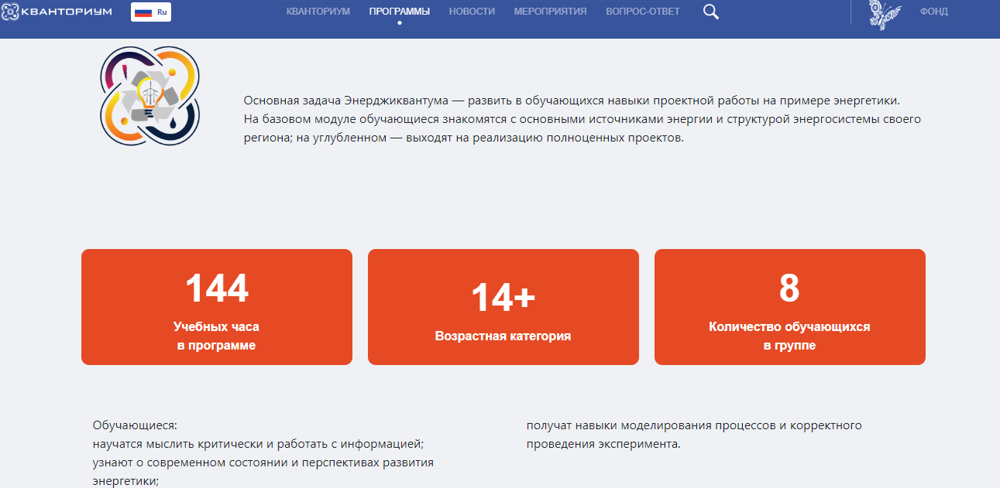 КВАНТОРИУМ
Ru
КВАНТОРИУМ
ПРОГРАММЫ
НОВОСТИ
МЕРОПРИЯТИЯ
ВОПРОС-ОТВЕТ
ФОНД
Основная задача Энерджиквантума — развить в обучающихся навыки проектной работы на примере энергетики.
На базовом модуле обучающиеся знакомятся с основными источниками энергии и структурой энергосистемы своего
региона; на углубленном — выходят на реализацию полноценных проектов.
144
Учебных часа
в программе
14+
Возрастная категория
8
Количество обучающихся
в группе
Обучающиеся:
научатся мыслить критически и работать с информацией;
узнают о современном состоянии и перспективах развития
энергетики;
получат навыки моделирования процессов и корректного
проведения эксперимента.